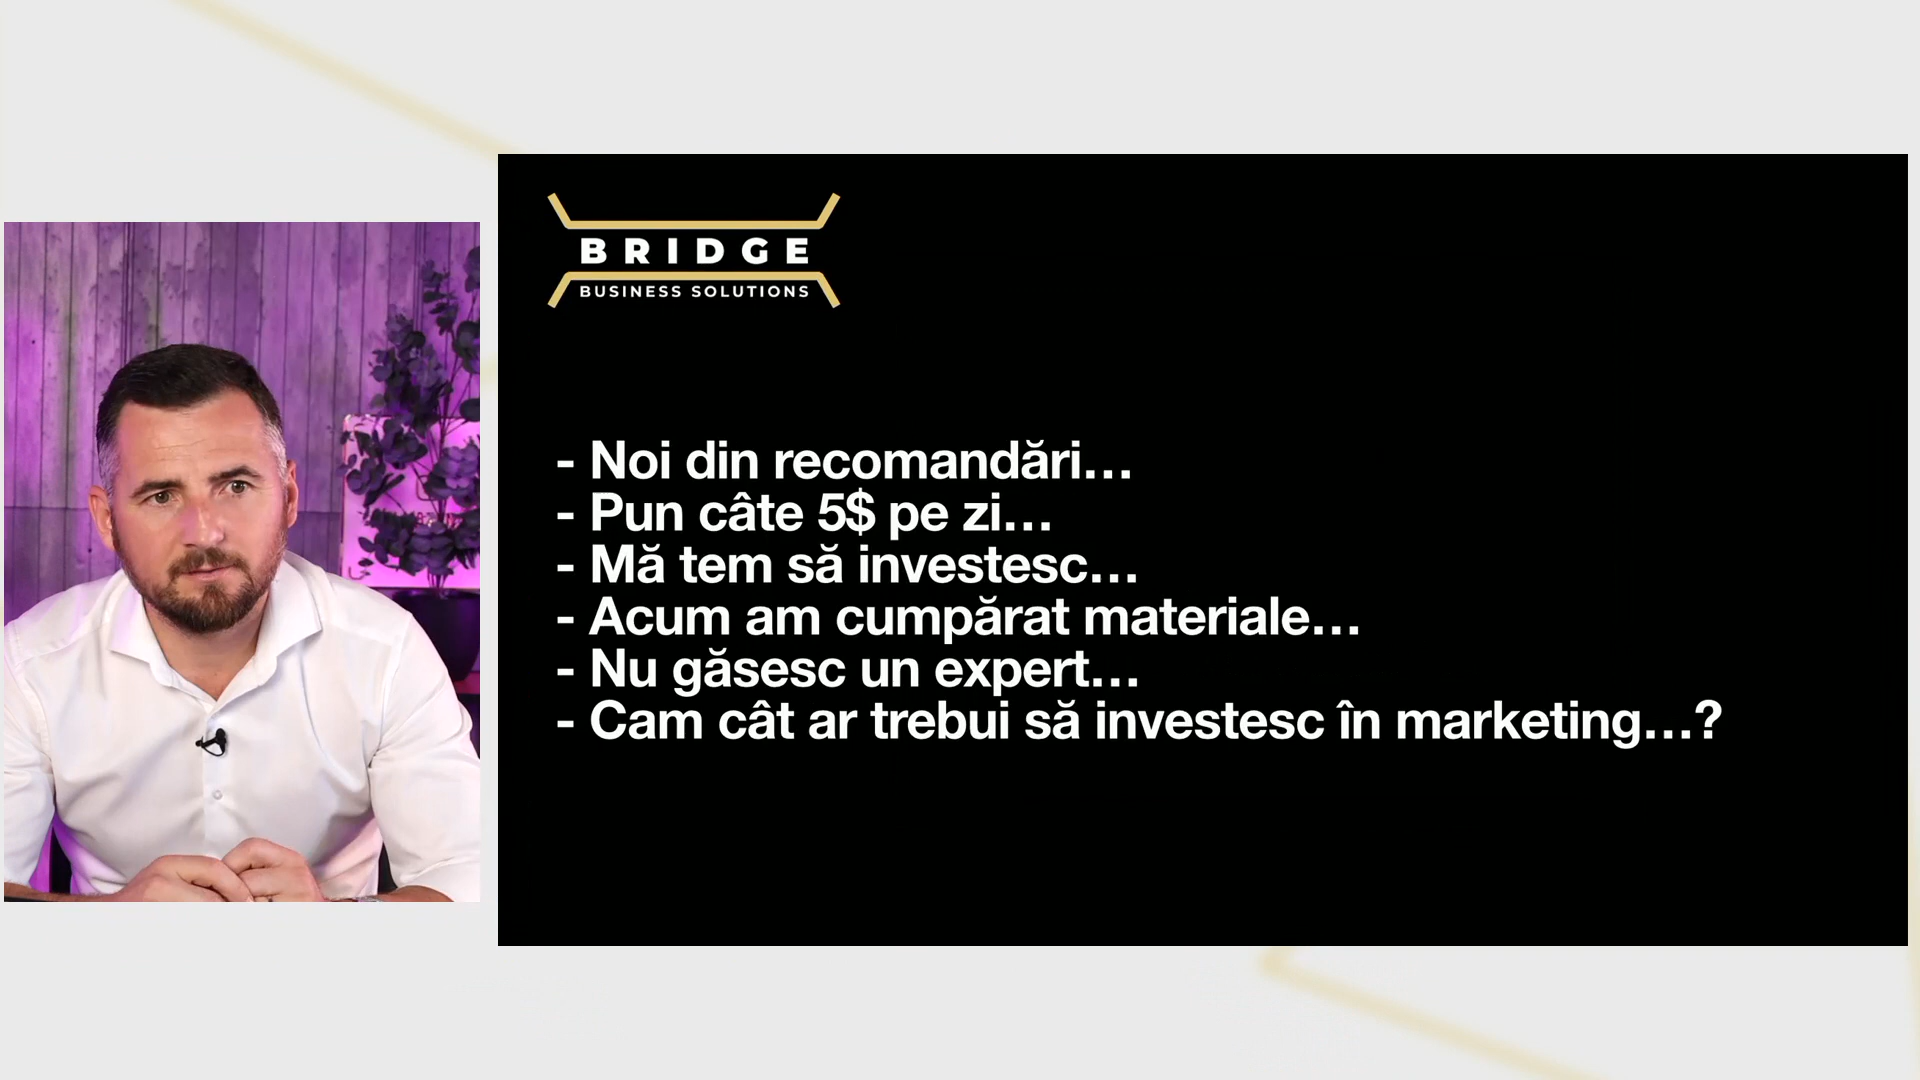 BRIDGE
BUSINESS SOLUTIONS
- Noi din recomandări...
- Pun câte 5$ pe zi...
- Mă tem să investesc...
- Acum am cumpărat materiale...
- Nu găsesc un expert...
- Cam cât ar trebui să investesc în marketing...?